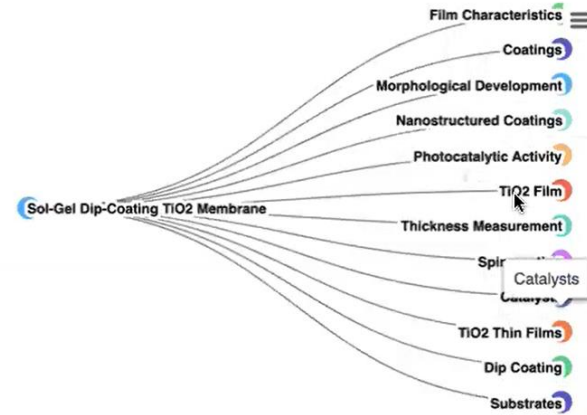 Film Characteristics
Coatings
Morphological Development
Nanostructured Coatings
Photocatalytic Activity
TiO2 Film
Sol-Gel Dip-Coating TiO2 Membrane
Thickness Measurement
Catalysts
Catalysts
TiO2 Thin Films
Dip Coating
Substrates